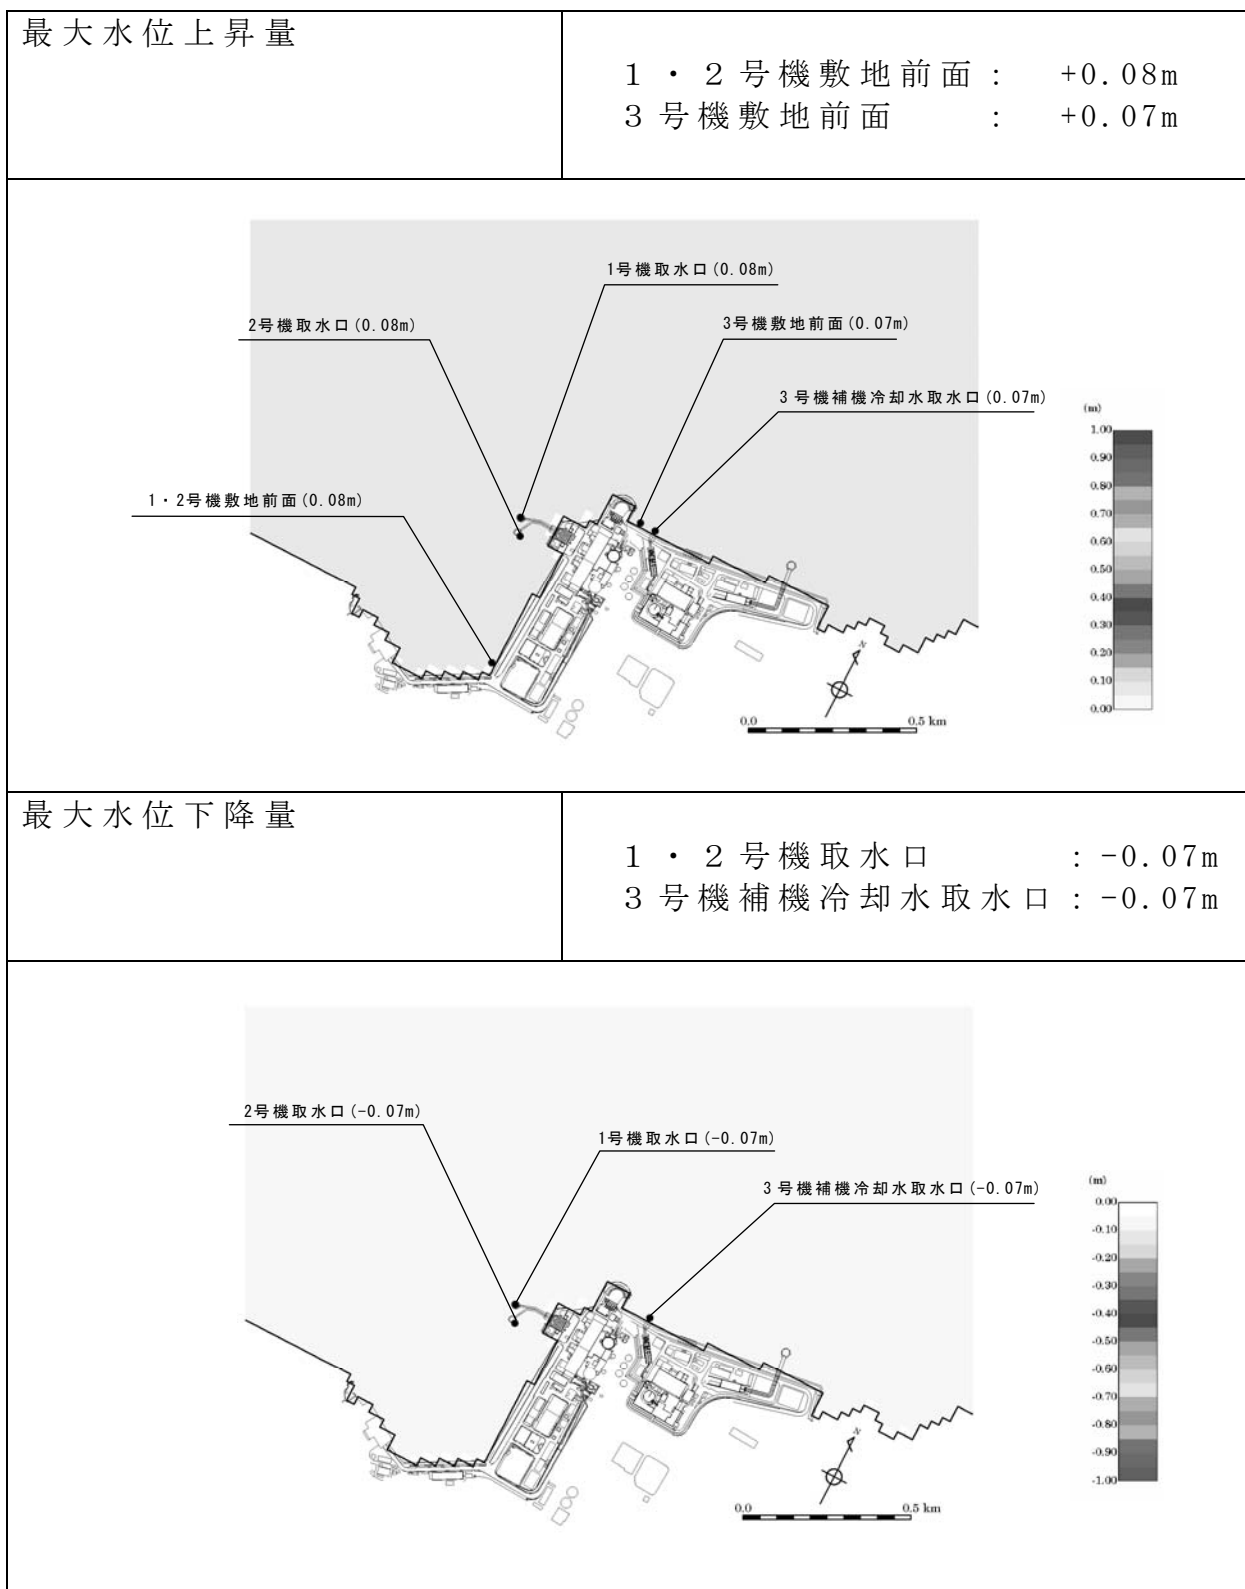 最大水位上昇量
１・２号機敷地前面： +0.08m
３号機敷地前面 ： +0.07m
1号機取水口(0.08m)
2号機取水口(0.08m)
3号機敷地前面(0.07m)
3号機補機冷却水取水口(0.07m)
1・2号機敷地前面(0.08m)
(m)
1.00
0.90
0.80
0.70
0.60
0.50
0.40
0.30
0.20
0.10
0.00
N
0.0 0.5 km
最大水位下降量
１・２号機取水口 ：-0.07m
３号機補機冷却水取水口：-0.07m
2号機取水口(-0.07m)
1号機取水口(-0.07m)
3号機補機冷却水取水口(-0.07m)
(m)
0.00
-0.10
-0.20
-0.30
-0.40
-0.50
-0.60
-0.70
-0.80
-0.90
-1.00
N
0.0 0.5 km